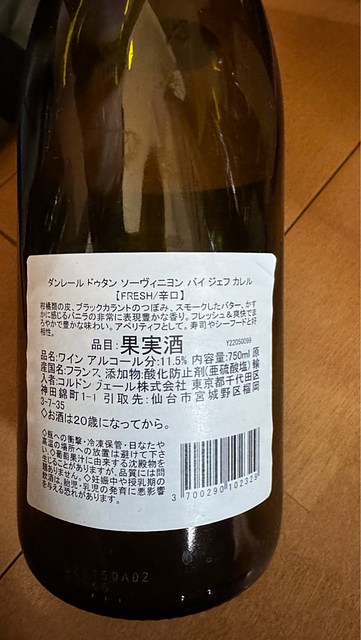 ダンレール ドゥタン ソーヴィニヨン バイ ジェフ カレル
【FRESH/辛口】
柑橘類の皮、ブラックカラントのつぼみ、スモークしたバター、かす
かに感じるバニラの非常に表現豊かな香り。フレッシュ＆爽快でま
ろやかで豊かな味わい。アペリティフとして。寿司やシーフードと好
相性。
Y22050099
品目:果実酒
品名:ワイン アルコール分:11.5% 内容量:750ml 原
産国名:フランス 添加物:酸化防止剤(亜硫酸塩) 輸
入者:コルドンヴェール株式会社 東京都千代田区
神田錦町1-1 引取先:仙台市宮城野区福岡
3-7-35
◇お酒は20歳になってから。
◇瓶への衝撃・冷凍保管・日なたや
高温の場所への放置は避けて下さ
い。◇葡萄果汁に由来する沈殿物を
生じることがありますが、品質には問
題ありません。◇妊娠中や授乳期の
飲酒は、胎児・乳児の発育に悪影響
を与える恐れがあります。
3 700290 102329